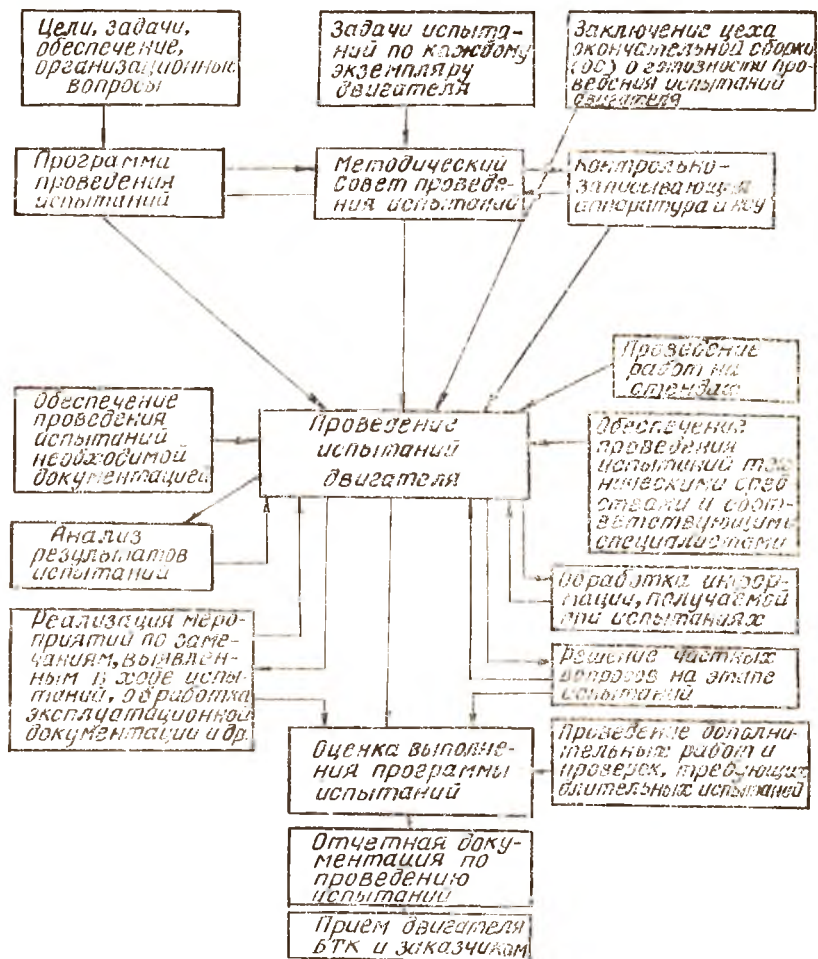 Цели, задачи,
обеспечение,
организационные
вопросы
Задачи испыта-
ний по каждому
экземпляру
двигателя
Заключение цеха
окончательной сборки
(ОС) о готовности про-
ведения испытаний
двигателя
Программа
проведения
испытаний
Методический
Совет проведе-
ния испытаний
Контрольно-
записывающая
аппаратура и
Проведение
работ на
стендах
Обеспечение
проведения
испытаний
необходимой
документацией
Проведение
испытаний
двигателя
Обеспечение
проведения
испытаний тех-
ническими сред-
ствами и соот-
ветствующими
специалистами
Анализ
результатов
испытаний
Реализация меро-
приятий по заме-
чаниям, выявлен-
ным в ходе испы-
таний,
эксплуатационной
документации и др.
инфор-
мации, получаемой
при испытаниях
Решение частных
вопросов на этапе
испытаний
Оценка выполне-
ния программы
испытаний
Проведение дополни-
тельных работ и
проверок, требующих
длительных испытаний
Отчетная доку-
ментация по
проведению
испытаний
Прием двигателя
БТК и заказчиком